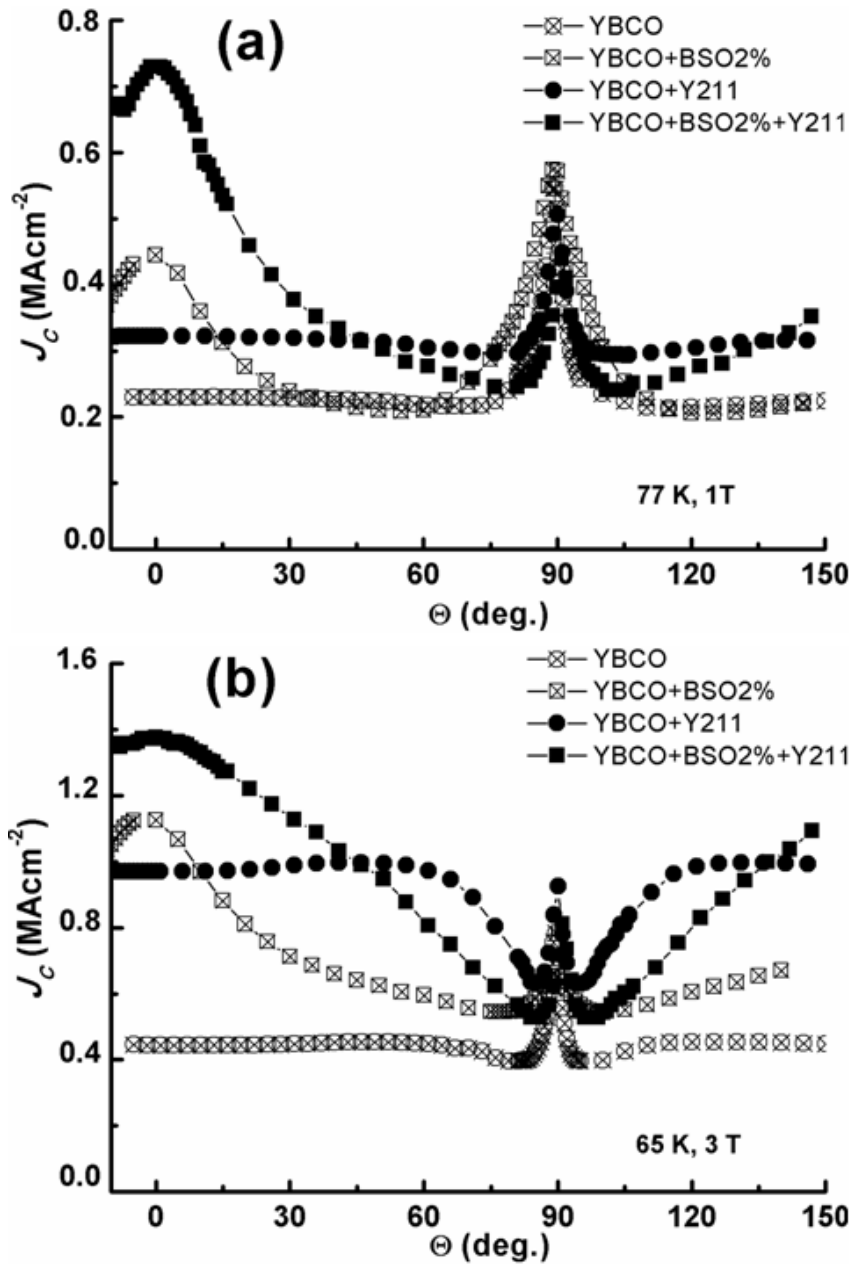 (a)
YBCO
YBCO+BSO2%
YBCO+Y211
YBCO+BSO2%+Y211
0.8
0.6
0.4
0.2
0.0
J_c (MAcm⁻²)
77 K, 1T
0 30 60 90 120 150
Θ (deg.)
(b)
YBCO
YBCO+BSO2%
YBCO+Y211
YBCO+BSO2%+Y211
1.6
1.2
0.8
0.4
0.0
J_c (MAcm⁻²)
65 K, 3 T
0 30 60 90 120 150
Θ (deg.)